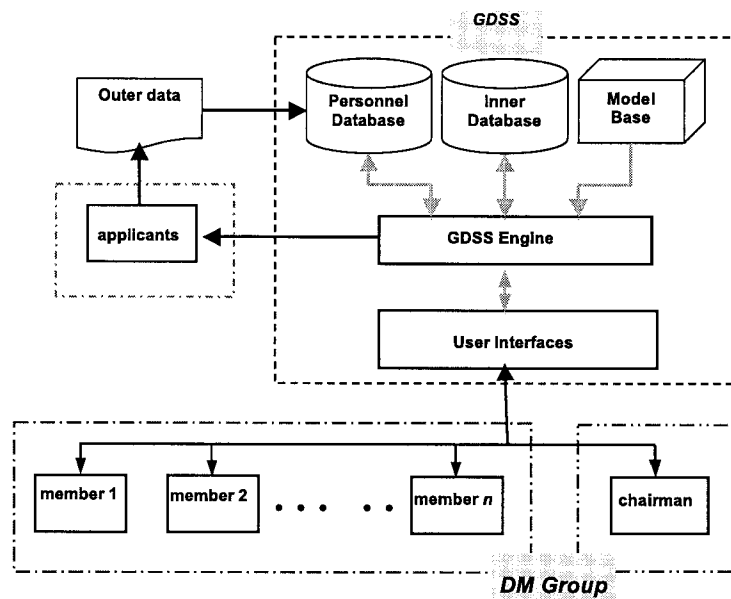 GDSS
Outer data
Personnel
Database
Inner
Database
Model
Base
applicants
GDSS Engine
User Interfaces
member 1
member 2
• • • • •
member n
chairman
DM Group